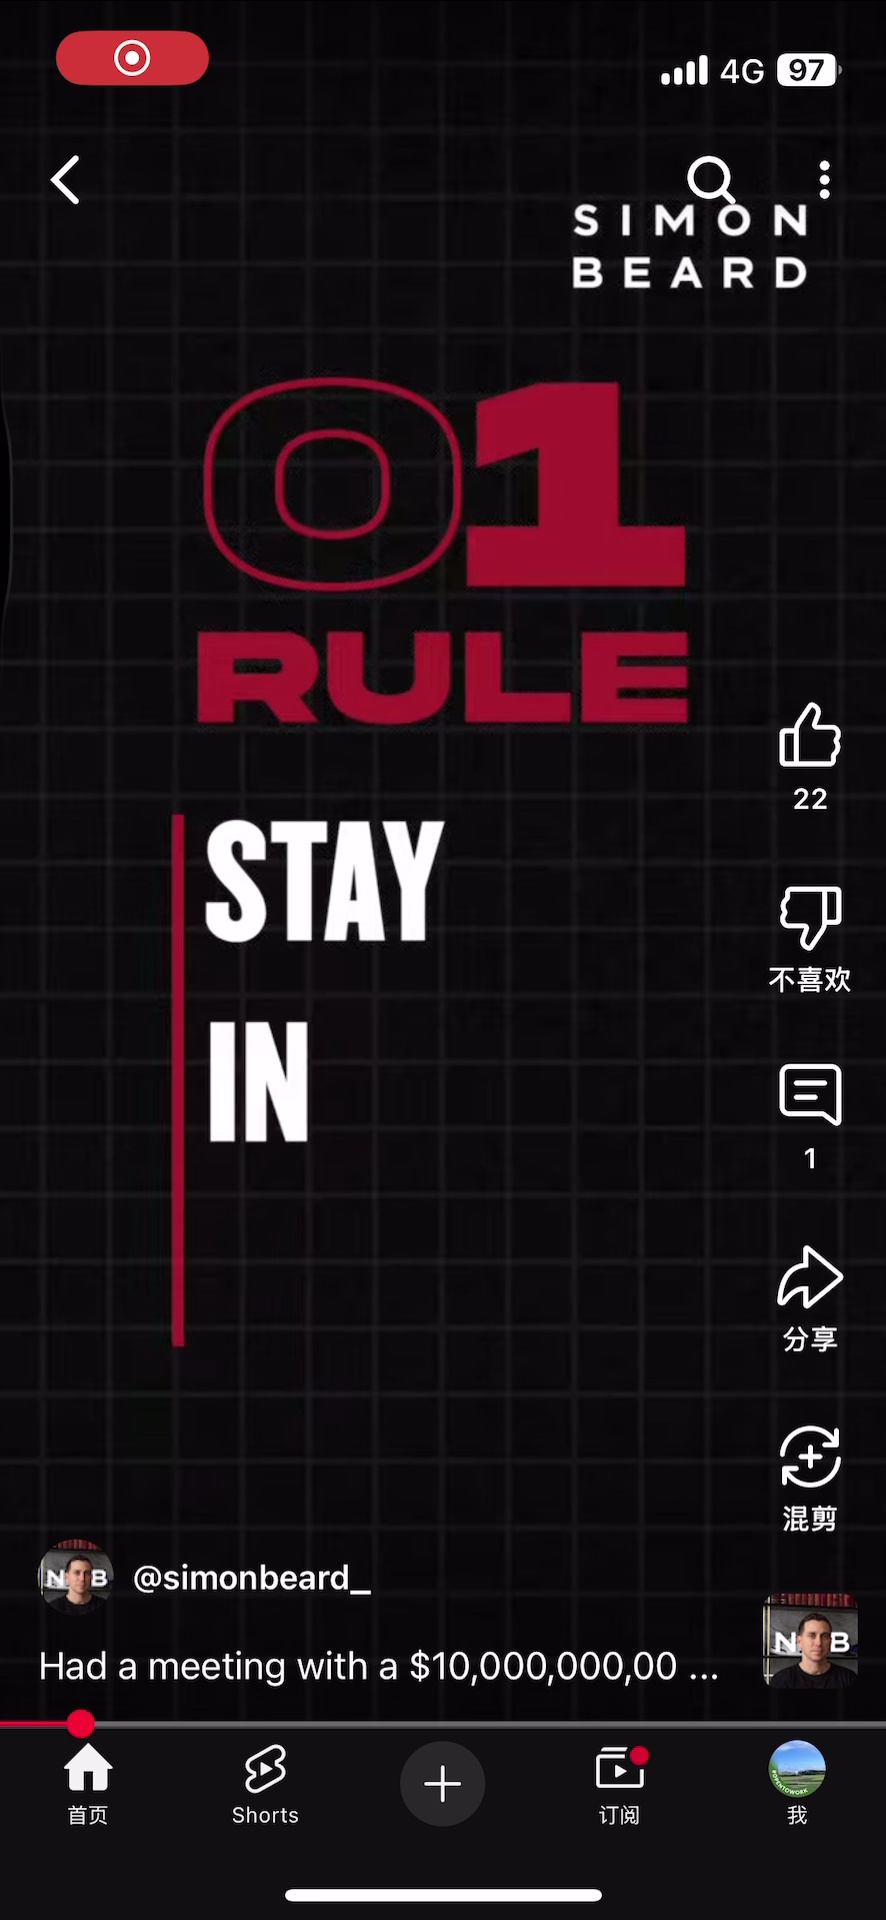 4G 97
SIMON
BEARD
01
RULE
STAY
IN
22
不喜欢
1
分享
混剪
N B
@simonbeard_
N B
Had a meeting with a $10,000,000,00 ...
首页
Shorts
订阅
我